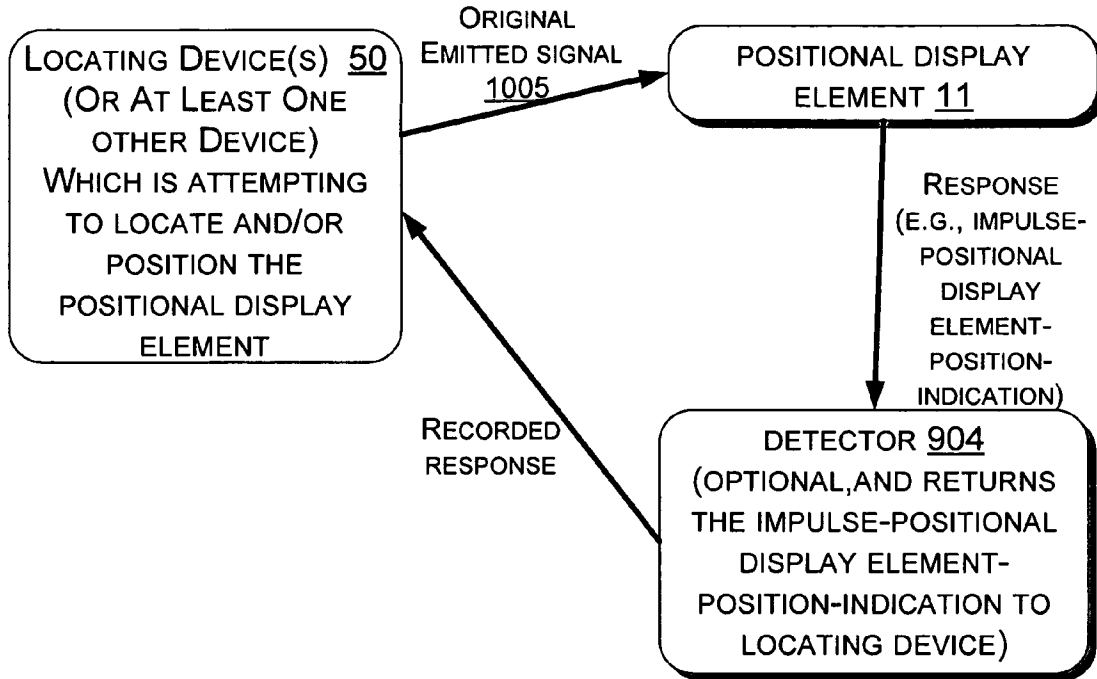 LOCATING DEVICE(S) 50
(OR AT LEAST ONE
OTHER DEVICE)
WHICH IS ATTEMPTING
TO LOCATE AND/OR
POSITION THE
POSITIONAL DISPLAY
ELEMENT
ORIGINAL
EMITTED SIGNAL
1005
POSITIONAL DISPLAY
ELEMENT 11
RESPONSE
(E.G., IMPULSE-
POSITIONAL
DISPLAY
ELEMENT-
POSITION-
INDICATION)
RECORDED
RESPONSE
DETECTOR 904
(OPTIONAL,AND RETURNS
THE IMPULSE-POSITIONAL
DISPLAY ELEMENT-
POSITION-INDICATION TO
LOCATING DEVICE)